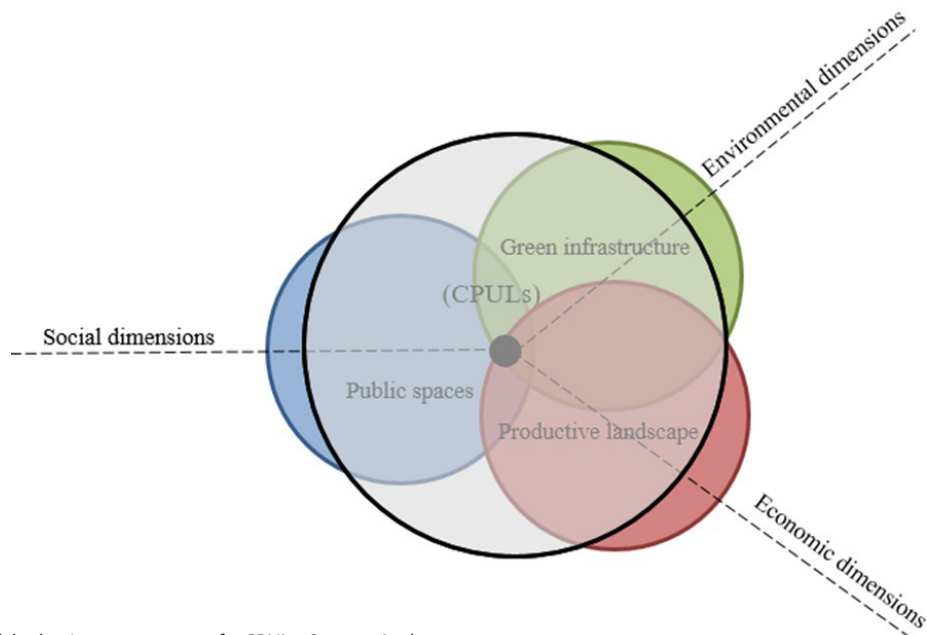 Environmental dimensions
Green infrastructure
(CPULs)
Social dimensions
Public spaces
Productive landscape
Economic dimensions